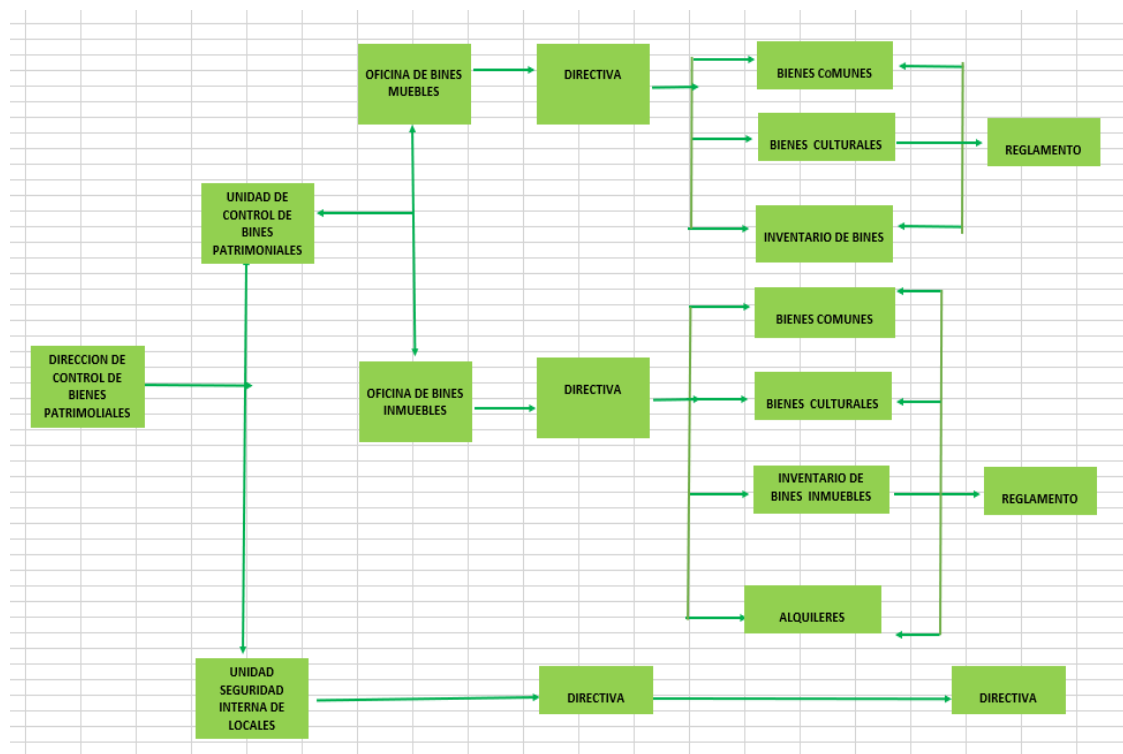 OFICINA DE BINES
MUEBLES
DIRECTIVA
BIENES CoMUNES
BIENES CULTURALES
REGLAMENTO
UNIDAD DE
CONTROL DE
BINES
PATRIMONIALES
INVENTARIO DE BINES
BIENES COMUNES
DIRECCION DE
CONTROL DE
BIENES
PATRIMOLIALES
OFICINA DE BINES
INMUEBLES
DIRECTIVA
BIENES CULTURALES
INVENTARIO DE
BINES INMUEBLES
REGLAMENTO
ALQUILERES
UNIDAD
SEGURIDAD
INTERNA DE
LOCALES
DIRECTIVA
DIRECTIVA